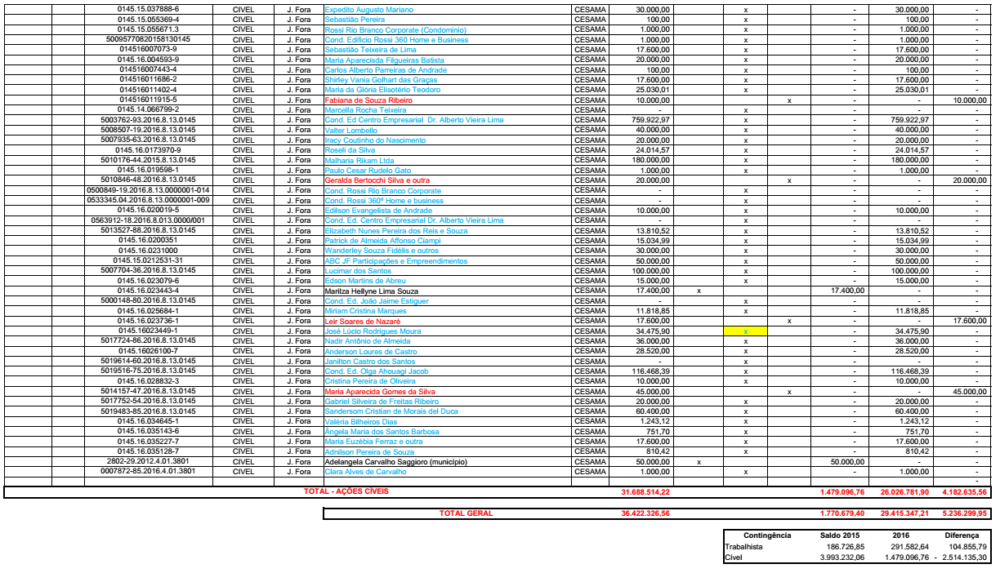 0145.15.037888-6 CIVEL J. Fora Expedito Augusto Mariano CESAMA 30.000,00 x - 30.000,00 -
0145.15.055369-4 CIVEL J. Fora Sebastião Pereira CESAMA 100,00 x - 100,00 -
0145.15.055671.3 CIVEL J. Fora Rossi Rio Branco Corporate (Condominio) CESAMA 1.000,00 x - 1.000,00 -
50095770820158130145 CIVEL J. Fora Cond. Edificio Rossi 360 Home e Business CESAMA 1.000,00 x - 1.000,00 -
014516007073-9 CIVEL J. Fora Sebastião Teixeira de Lima CESAMA 17.600,00 x - 17.600,00 -
0145.16.004593-9 CIVEL J. Fora Maria Aparecisda Filgueiras Batista CESAMA 20.000,00 x - 20.000,00 -
014516007443-4 CIVEL J. Fora Carlos Alberto Parreiras de Andrade CESAMA 100,00 x - 100,00 -
014516011686-2 CIVEL J. Fora Shirley Vania Golhart das Graças CESAMA 17.600,00 x - 17.600,00 -
014516011402-4 CIVEL J. Fora Maria da Glória Elisotério Teodoro CESAMA 25.030,01 x - 25.030,01 -
014516011915-5 CIVEL J. Fora Fabiana de Souza Ribeiro CESAMA 10.000,00 x - - 10.000,00
0145.14.066799-2 CIVEL J. Fora Marcella Rocha Teixeira CESAMA - x - - -
5003762-93.2016.8.13.0145 CIVEL J. Fora Cond. Ed Centro Empresarial Dr. Alberto Vieira Lima CESAMA 759.922,97 x - 759.922,97 -
5008507-19.2016.8.13.0145 CIVEL J. Fora Valter Lombello CESAMA 40.000,00 x - 40.000,00 -
5007935-63.2016.8.13.0145 CIVEL J. Fora Iracy Coutinho do Nascimento CESAMA 20.000,00 x - 20.000,00 -
0145.16.0173970-9 CIVEL J. Fora Roseli da Silva CESAMA 24.014,57 x - 24.014,57 -
5010176-44.2015.8.13.0145 CIVEL J. Fora Malharia Rikam Ltda CESAMA 180.000,00 x - 180.000,00 -
0145.16.019598-1 CIVEL J. Fora Paulo Cesar Rudelo Gato CESAMA 1.000,00 x - 1.000,00 -
5010846-48.2016.8.13.0145 CIVEL J. Fora Geralda Bertocchi Silva e outra CESAMA 20.000,00 x - - 20.000,00
0500849-19.2016.8.13.0000001-014 CIVEL J. Fora Cond. Rossi Rio Branco Corporate CESAMA - x - - -
0533345.04.2016.8.13.0000001-009 CIVEL J. Fora Cond. Rossi 360º Home e business CESAMA - x - - -
0145.16.020019-5 CIVEL J. Fora Edilson Evangelista de Andrade CESAMA 10.000,00 x - 10.000,00 -
0563912-18.2016.8.013.0000/001 CIVEL J. Fora Cond. Ed. Centro Empresarial Dr. Alberto Vieira Lima CESAMA - x - - -
5013527-88.2016.8.13.0145 CIVEL J. Fora Elizabeth Nunes Pereira dos Reis e Souza CESAMA 13.810,52 x - 13.810,52 -
0145.16.0200351 CIVEL J. Fora Patrick de Almeida Affonso Ciampi CESAMA 15.034,99 x - 15.034,99 -
0145.16.0231000 CIVEL J. Fora Wanderley Souza Fidélis e outros CESAMA 30.000,00 x - 30.000,00 -
0145.15.0212531-31 CIVEL J. Fora ABC JF Participações e Empreendimentos CESAMA 50.000,00 x - 50.000,00 -
5007704-36.2016.8.13.0145 CIVEL J. Fora Lucimar dos Santos CESAMA 100.000,00 x - 100.000,00 -
0145.16.023079-6 CIVEL J. Fora Edson Martins de Abreu CESAMA 15.000,00 x - 15.000,00 -
0145.16.023443-4 CIVEL J. Fora Marilza Hellyne Lima Souza CESAMA 17.400,00 x 17.400,00 - -
5000148-80.2016.8.13.0145 CIVEL J. Fora Cond. Ed. João Jaime Estiguer CESAMA - x - - -
0145.16.025684-1 CIVEL J. Fora Miriam Cristina Marques CESAMA 11.818,85 x - 11.818,85 -
0145.16.023736-1 CIVEL J. Fora Leir Soares de Nazaré CESAMA 17.600,00 x - - 17.600,00
0145.16023449-1 CIVEL J. Fora José Lúcio Rodrigues Moura CESAMA 34.475,90 x - 34.475,90 -
5017724-86.2016.8.13.0145 CIVEL J. Fora Nadir Antônio de Almeida CESAMA 36.000,00 x - 36.000,00 -
0145.16026100-7 CIVEL J. Fora Anderson Loures de Castro CESAMA 28.520,00 x - 28.520,00 -
5019614-60.2016.8.13.0145 CIVEL J. Fora Janilton Castro dos Santos CESAMA - x - - -
5019516-75.2016.8.13.0145 CIVEL J. Fora Cond. Ed. Olga Ahouagi Jacob CESAMA 116.468,39 x - 116.468,39 -
0145.16.028832-3 CIVEL J. Fora Cristina Pereira de Oliveira CESAMA 10.000,00 x - 10.000,00 -
5014157-47.2016.8.13.0145 CIVEL J. Fora Maria Aparecida Gomes da Silva CESAMA 45.000,00 x - - 45.000,00
5017752-54.2016.8.13.0145 CIVEL J. Fora Gabriel Silveira de Freitas Ribeiro CESAMA 20.000,00 x - 20.000,00 -
5019483-85.2016.8.13.0145 CIVEL J. Fora Sandersom Cristian de Morais del Duca CESAMA 60.400,00 x - 60.400,00 -
0145.16.034645-1 CIVEL J. Fora Valéria Bilheiros Dias CESAMA 1.243,12 x - 1.243,12 -
0145.16.035143-6 CIVEL J. Fora Ângela Maria dos Santos Barbosa CESAMA 751,70 x - 751,70 -
0145.16.035227-7 CIVEL J. Fora Maria Euzébia Ferraz e outra CESAMA 17.600,00 x - 17.600,00 -
0145.16.035128-7 CIVEL J. Fora Adnilson Pereira de Souza CESAMA 810,42 x - 810,42 -
2802-29.2012.4.01.3801 CIVEL J. Fora Adelangela Carvalho Saggioro (município) CESAMA 50.000,00 x 50.000,00 - -
0007872-85.2016.4.01.3801 CIVEL J. Fora Clara Alves de Carvalho CESAMA 1.000,00 x - 1.000,00 -
-
TOTAL - AÇÕES CÍVEIS 31.688.514,22 1.479.096,76 26.026.781,90 4.182.635,56
TOTAL GERAL 36.422.326,56 1.770.679,40 29.415.347,21 5.236.299,95
Contingência Saldo 2015 2016 Diferença
Trabalhista 186.726,85 291.582,64 104.855,79
Cível 3.993.232,06 1.479.096,76 - 2.514.135,30